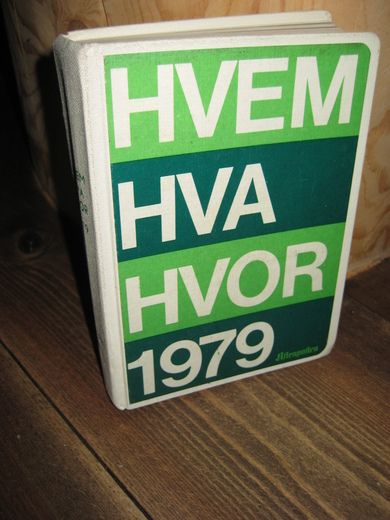 HVEM
HVA
HVOR
1979
Aftenposten